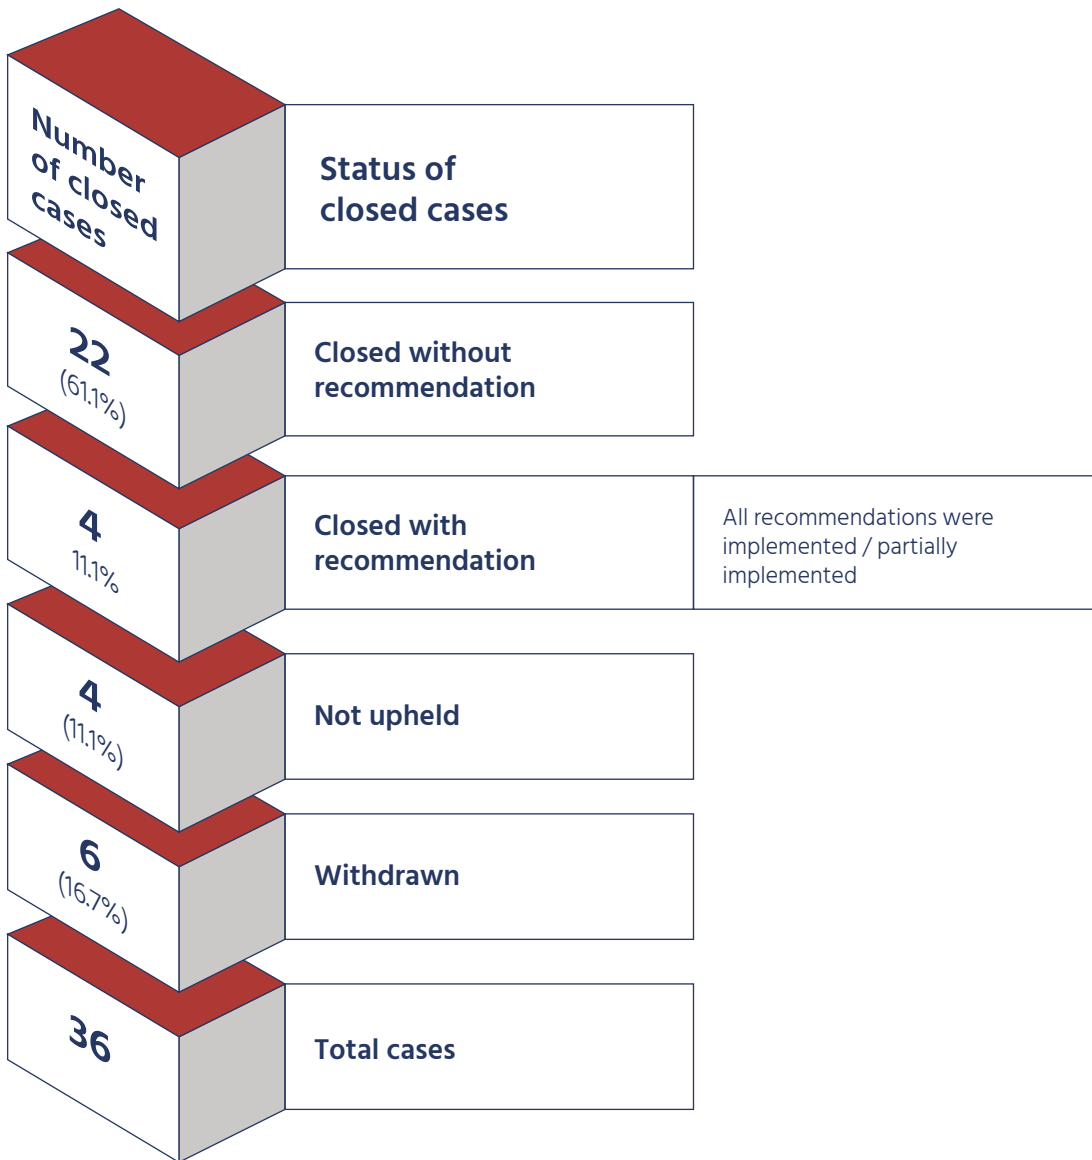 Number
of closed
cases
Status of
closed cases
22
(61.1%)
Closed without
recommendation
4
11.1%
Closed with
recommendation
All recommendations were
implemented / partially
implemented
4
(11.1%)
Not upheld
6
(16.7%)
Withdrawn
36
Total cases